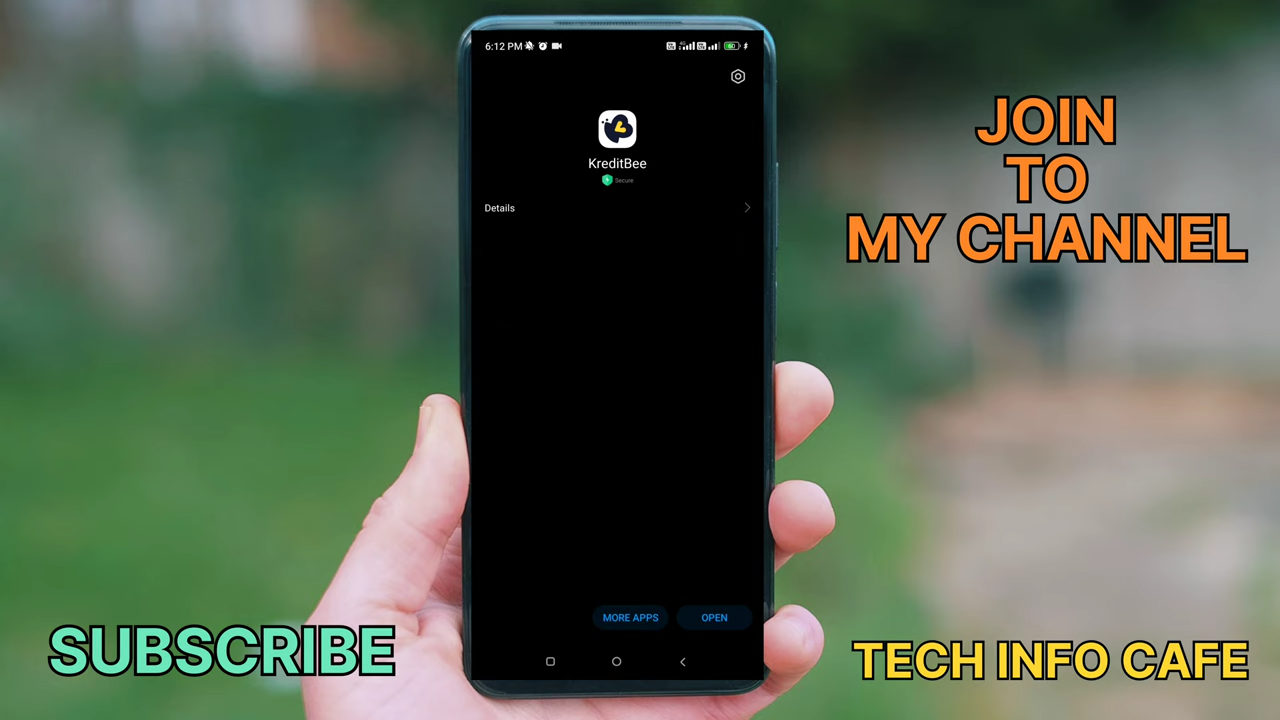 6:12 PM
KreditBee
Secure
Details
MORE APPS
OPEN
JOIN
TO
MY CHANNEL
SUBSCRIBE
TECH INFO CAFE